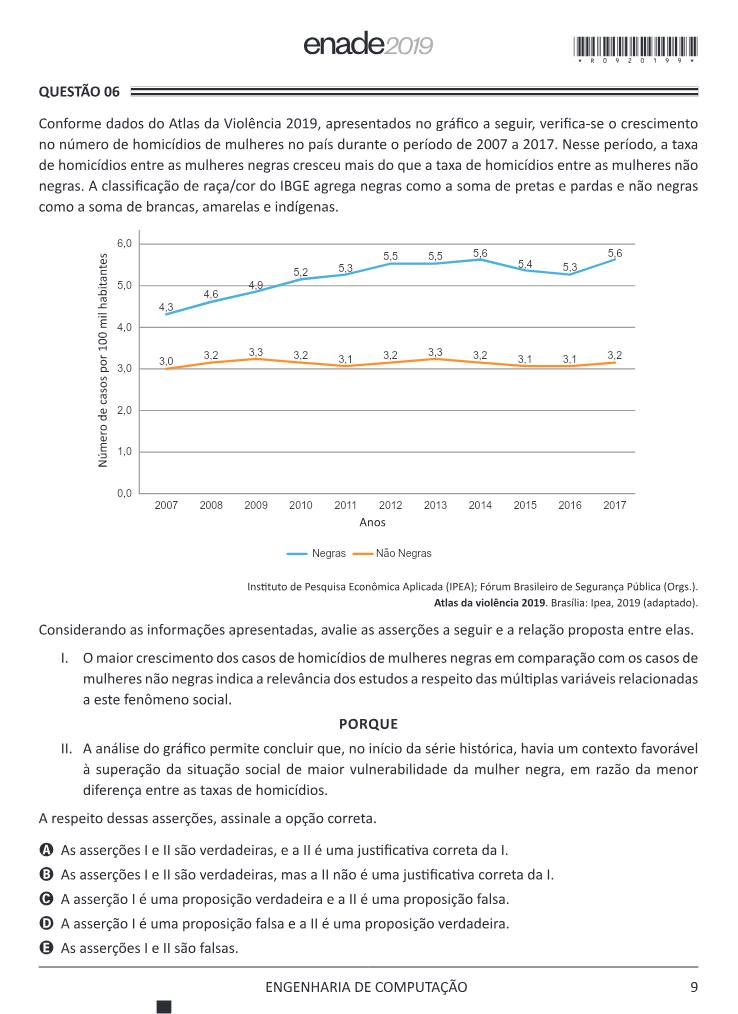 enade2019
* R 0 9 2 0 1 9 9 *
QUESTÃO 06
Conforme dados do Atlas da Violência 2019, apresentados no gráfico a seguir, verifica-se o crescimento
no número de homicídios de mulheres no país durante o período de 2007 a 2017. Nesse período, a taxa
de homicídios entre as mulheres negras cresceu mais do que a taxa de homicídios entre as mulheres não
negras. A classificação de raça/cor do IBGE agrega negras como a soma de pretas e pardas e não negras
como a soma de brancas, amarelas e indígenas.
Número de casos por 100 mil habitantes
6,0
5,0
4,0
3,0
2,0
1,0
0,0
4,3 4,6 4,9 5,2 5,3 5,5 5,5 5,6 5,4 5,3 5,6
3,0 3,2 3,3 3,2 3,1 3,2 3,3 3,2 3,1 3,1 3,2
2007 2008 2009 2010 2011 2012 2013 2014 2015 2016 2017
Anos
Negras Não Negras
Instituto de Pesquisa Econômica Aplicada (IPEA); Fórum Brasileiro de Segurança Pública (Orgs.).
Atlas da violência 2019. Brasília: Ipea, 2019 (adaptado).
Considerando as informações apresentadas, avalie as asserções a seguir e a relação proposta entre elas.
I. O maior crescimento dos casos de homicídios de mulheres negras em comparação com os casos de
mulheres não negras indica a relevância dos estudos a respeito das múltiplas variáveis relacionadas
a este fenômeno social.
PORQUE
II. A análise do gráfico permite concluir que, no início da série histórica, havia um contexto favorável
à superação da situação social de maior vulnerabilidade da mulher negra, em razão da menor
diferença entre as taxas de homicídios.
A respeito dessas asserções, assinale a opção correta.
A As asserções I e II são verdadeiras, e a II é uma justificativa correta da I.
B As asserções I e II são verdadeiras, mas a II não é uma justificativa correta da I.
C A asserção I é uma proposição verdadeira e a II é uma proposição falsa.
D A asserção I é uma proposição falsa e a II é uma proposição verdadeira.
E As asserções I e II são falsas.
ENGENHARIA DE COMPUTAÇÃO
9